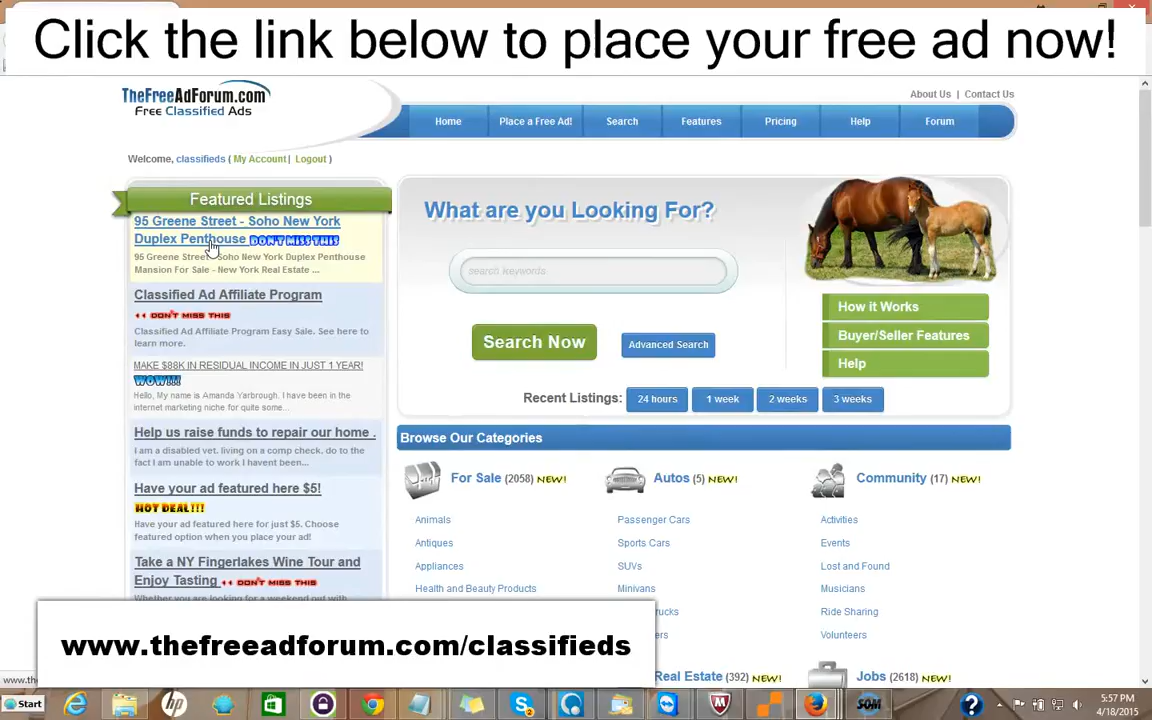 Click the link below to place your free ad now!
TheFreeAdForum.com
Free Classified Ads
About Us | Contact Us
Home
Place a Free Ad!
Search
Features
Pricing
Help
Forum
Welcome, classifieds ( My Account | Logout )
Featured Listings
95 Greene Street - Soho New York
Duplex Penthouse DON'T MISS THIS
95 Greene Street - Soho New York Duplex Penthouse
Mansion For Sale - New York Real Estate ...
Classified Ad Affiliate Program
DON'T MISS THIS
Classified Ad Affiliate Program Easy Sale. See here to
learn more.
MAKE $88K IN RESIDUAL INCOME IN JUST 1 YEAR!
WOW!!!
Hello, My name is Amanda Yarbrough. I have been in the
internet marketing niche for quite some...
Help us raise funds to repair our home .
I am a disabled vet. living on a comp check. do to the
fact I am unable to work I havent been...
Have your ad featured here $5!
HOT DEAL!!!
Have your ad featured here for just $5. Choose
featured option when you place your ad!
Take a NY Fingerlakes Wine Tour and
Enjoy Tasting DON'T MISS THIS
Whether you are looking for a weekend out with
What are you Looking For?
search keywords...
Search Now
Advanced Search
How it Works
Buyer/Seller Features
Help
Recent Listings:
24 hours
1 week
2 weeks
3 weeks
Browse Our Categories
For Sale (2058) NEW!
Animals
Antiques
Appliances
Health and Beauty Products
Autos (5) NEW!
Passenger Cars
Sports Cars
SUVs
Minivans
Community (17) NEW!
Activities
Events
Lost and Found
Musicians
Ride Sharing
Volunteers
Real Estate (392) NEW!
Jobs (2618) NEW!
www.thefreeadforum.com/classifieds
Start
5:57 PM
4/18/2015